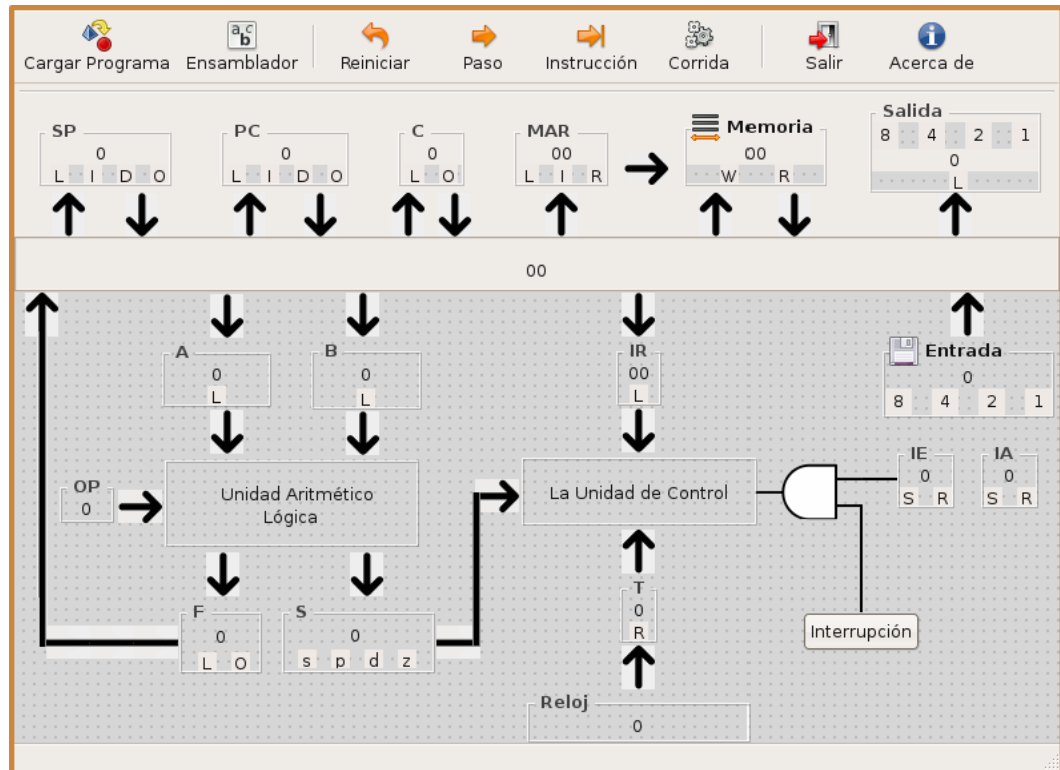 Cargar Programa Ensamblador Reiniciar Paso Instrucción Corrida Salir Acerca de
SP PC C MAR Memoria Salida
8 4 2 1
0 0 0 00 00 0
L I D O L I D O L O L I R W R L
00
A B IR Entrada
0 0 00 0
L L L 8 4 2 1
IE IA
0 0
S R S R
OP
0
Unidad Aritmético
Lógica
La Unidad de Control
T
0
R
F S
0 0
L O s p d z
Interrupción
Reloj
0